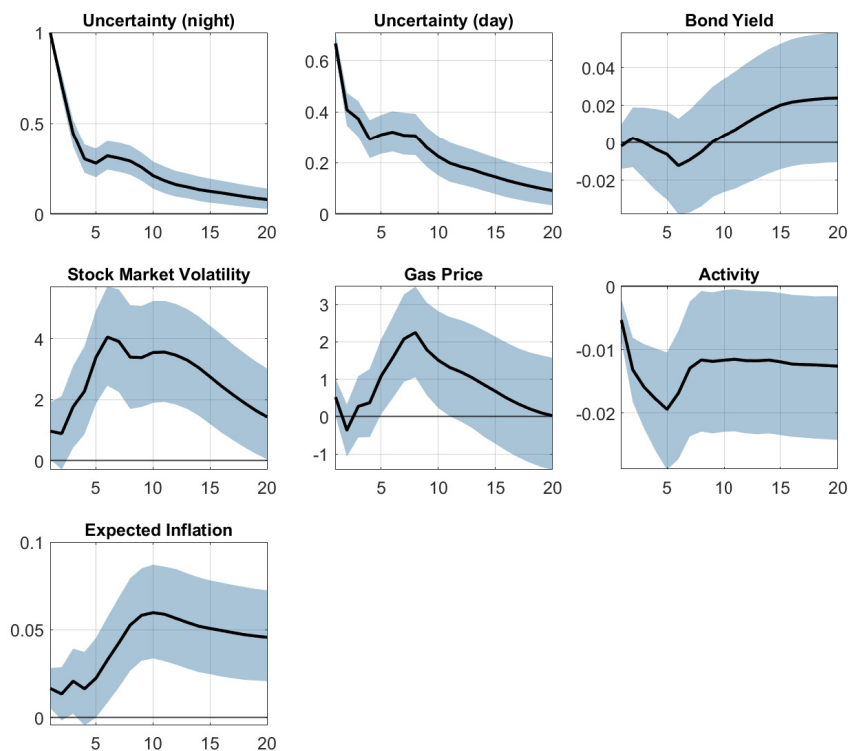 Uncertainty (night)
1
0.5
0
5 10 15 20
Uncertainty (day)
0.6
0.4
0.2
0
5 10 15 20
Bond Yield
0.04
0.02
0
-0.02
5 10 15 20
Stock Market Volatility
4
2
0
5 10 15 20
Gas Price
3
2
1
0
-1
5 10 15 20
Activity
0
-0.01
-0.02
5 10 15 20
Expected Inflation
0.1
0.05
0
5 10 15 20